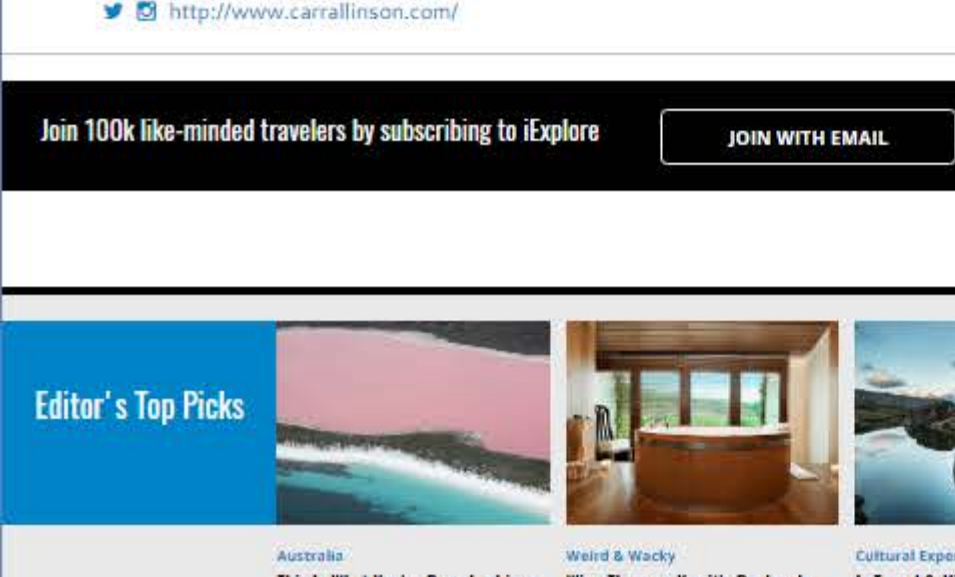 http://www.carrallinson.com/
Join 100k like-minded travelers by subscribing to iExplore
JOIN WITH EMAIL
Editor's Top Picks
Australia
Weird & Wacky
Cultural